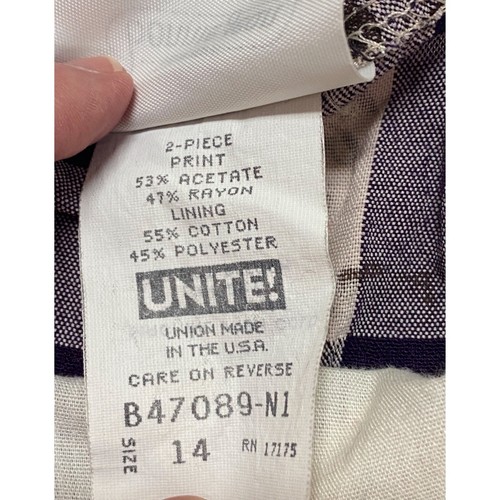 2-PIECE
PRINT
53% ACETATE
47% RAYON
LINING
55% COTTON
45% POLYESTER
UNITE!
UNION MADE
IN THE U.S.A.
CARE ON REVERSE
B47089-N1
SIZE 14 RN 17175